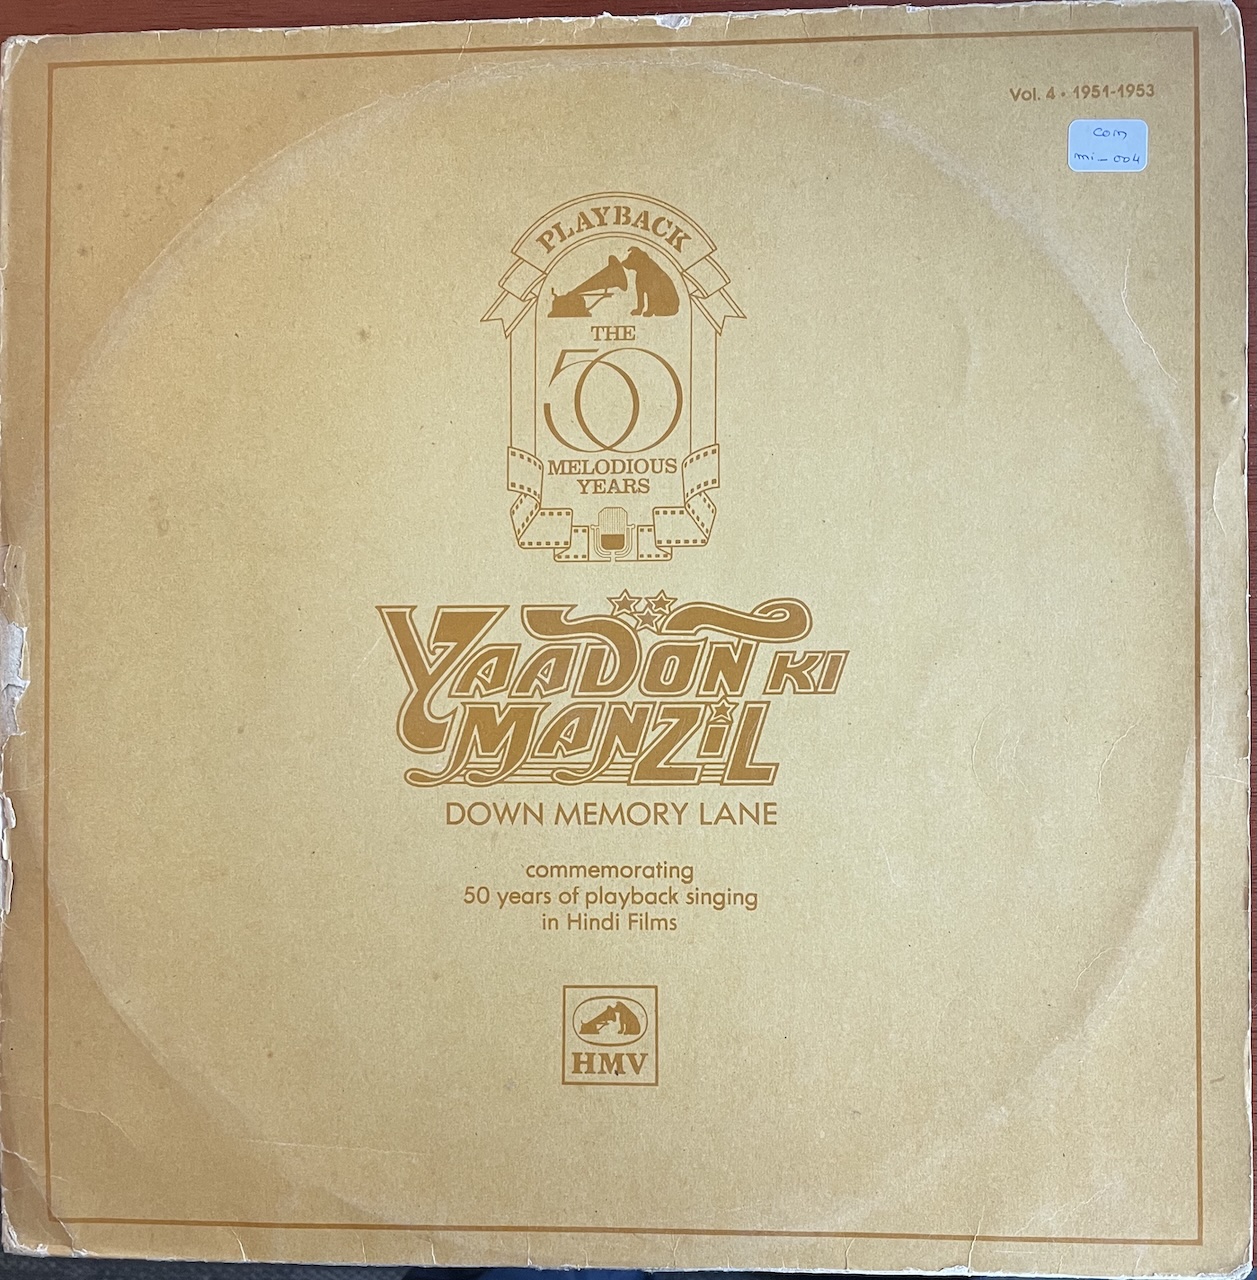 Vol. 4 • 1951-1953
com
mi - 004
PLAYBACK
THE
50
MELODIOUS
YEARS
YAADON KI
MANZIL
DOWN MEMORY LANE
commemorating
50 years of playback singing
in Hindi Films
HMV